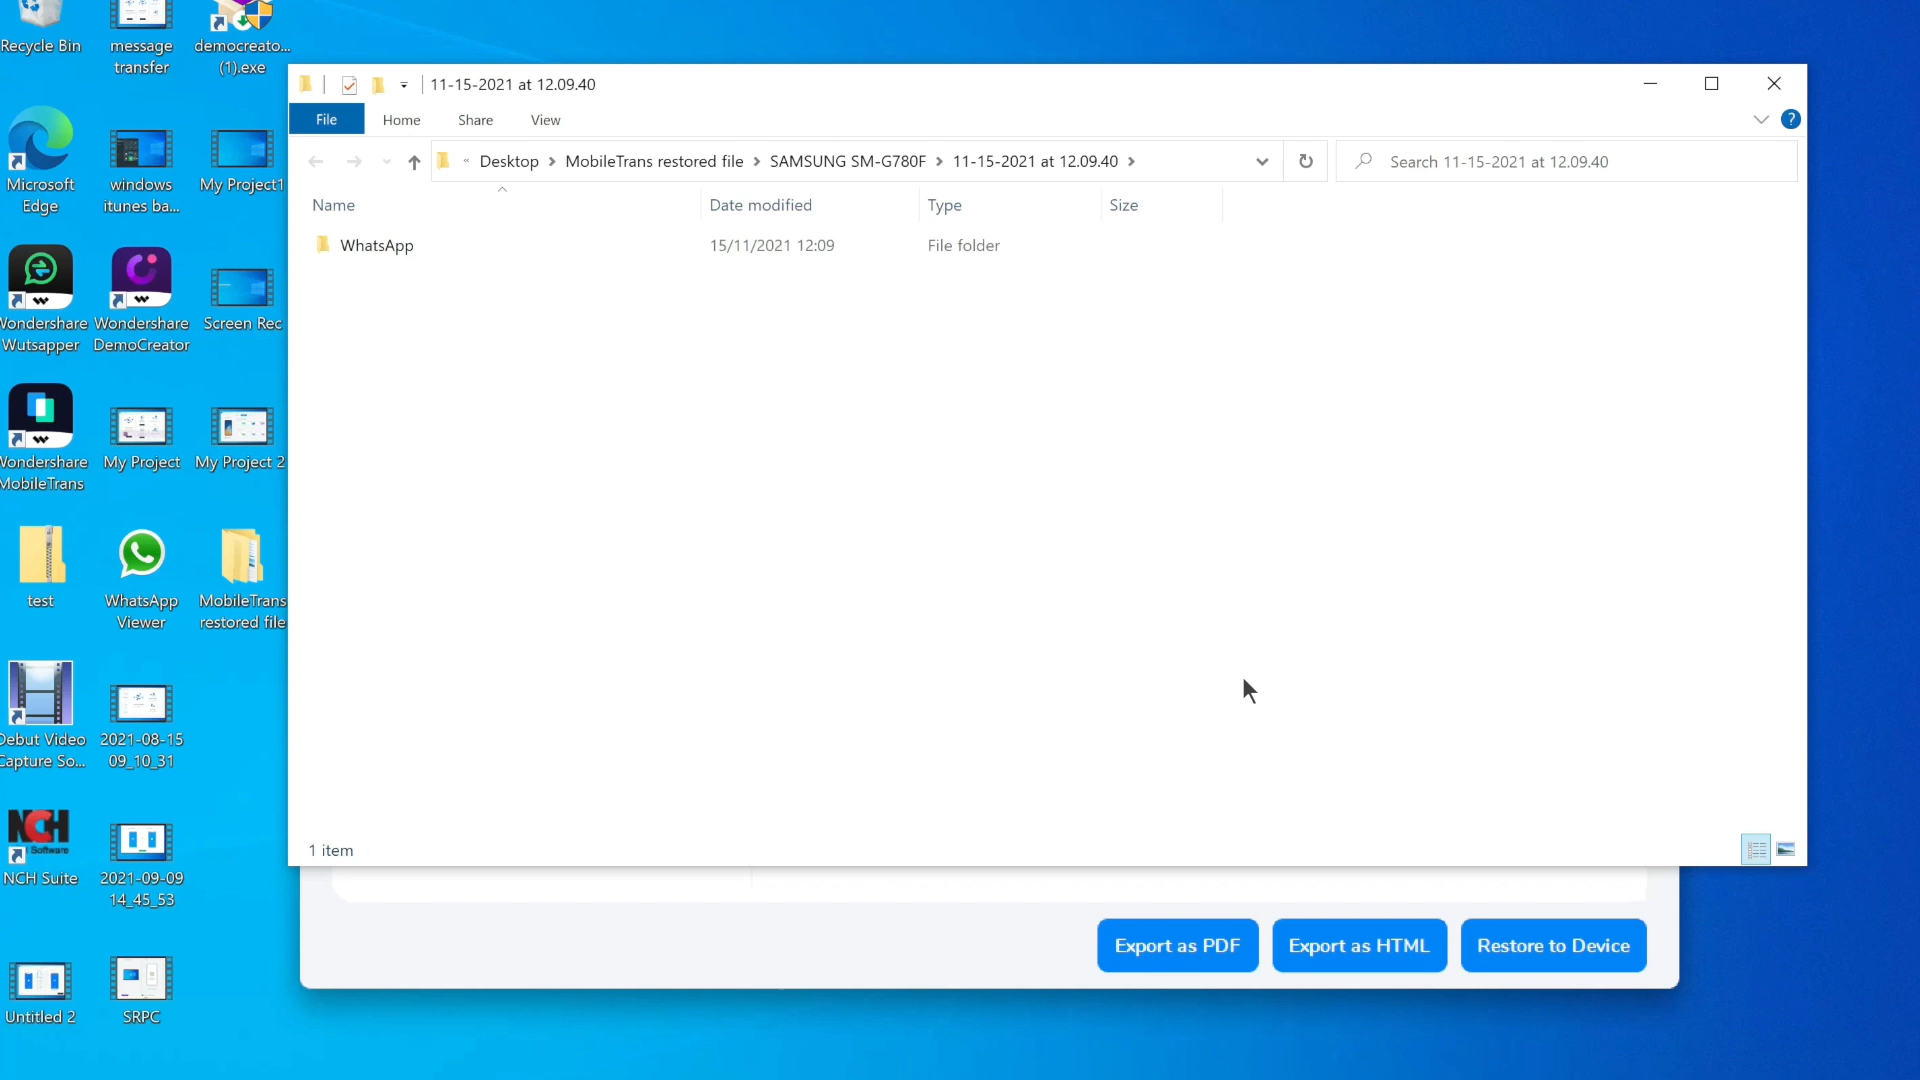 Recycle Bin
message
transfer
democreato...
(1).exe
Microsoft
Edge
windows
itunes ba...
My Project1
Wondershare
Wutsapper
Wondershare
DemoCreator
Screen Rec
Wondershare
MobileTrans
My Project
My Project 2
test
WhatsApp
Viewer
MobileTrans
restored file
Debut Video
Capture So...
2021-08-15
09_10_31
NCH
Software
NCH Suite
2021-09-09
14_45_53
Untitled 2
SRPC
11-15-2021 at 12.09.40
File Home Share View ?
« Desktop > MobileTrans restored file > SAMSUNG SM-G780F > 11-15-2021 at 12.09.40 >
Search 11-15-2021 at 12.09.40
Name Date modified Type Size
WhatsApp 15/11/2021 12:09 File folder
1 item
Export as PDF Export as HTML Restore to Device